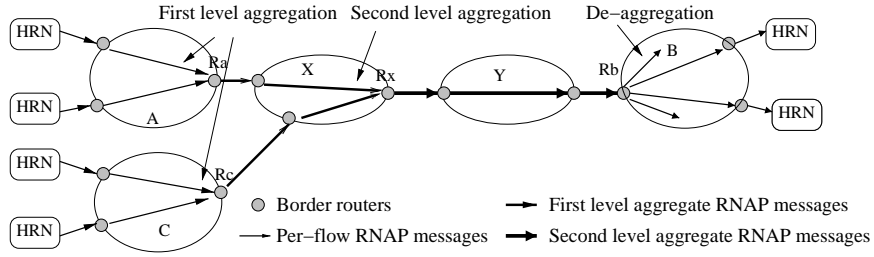 First level aggregation
Second level aggregation
De-aggregation
HRN
HRN
B
Ra
X
Rx
Y
Rb
HRN
A
HRN
HRN
Rc
HRN
C
Border routers
First level aggregate RNAP messages
Per-flow RNAP messages
Second level aggregate RNAP messages